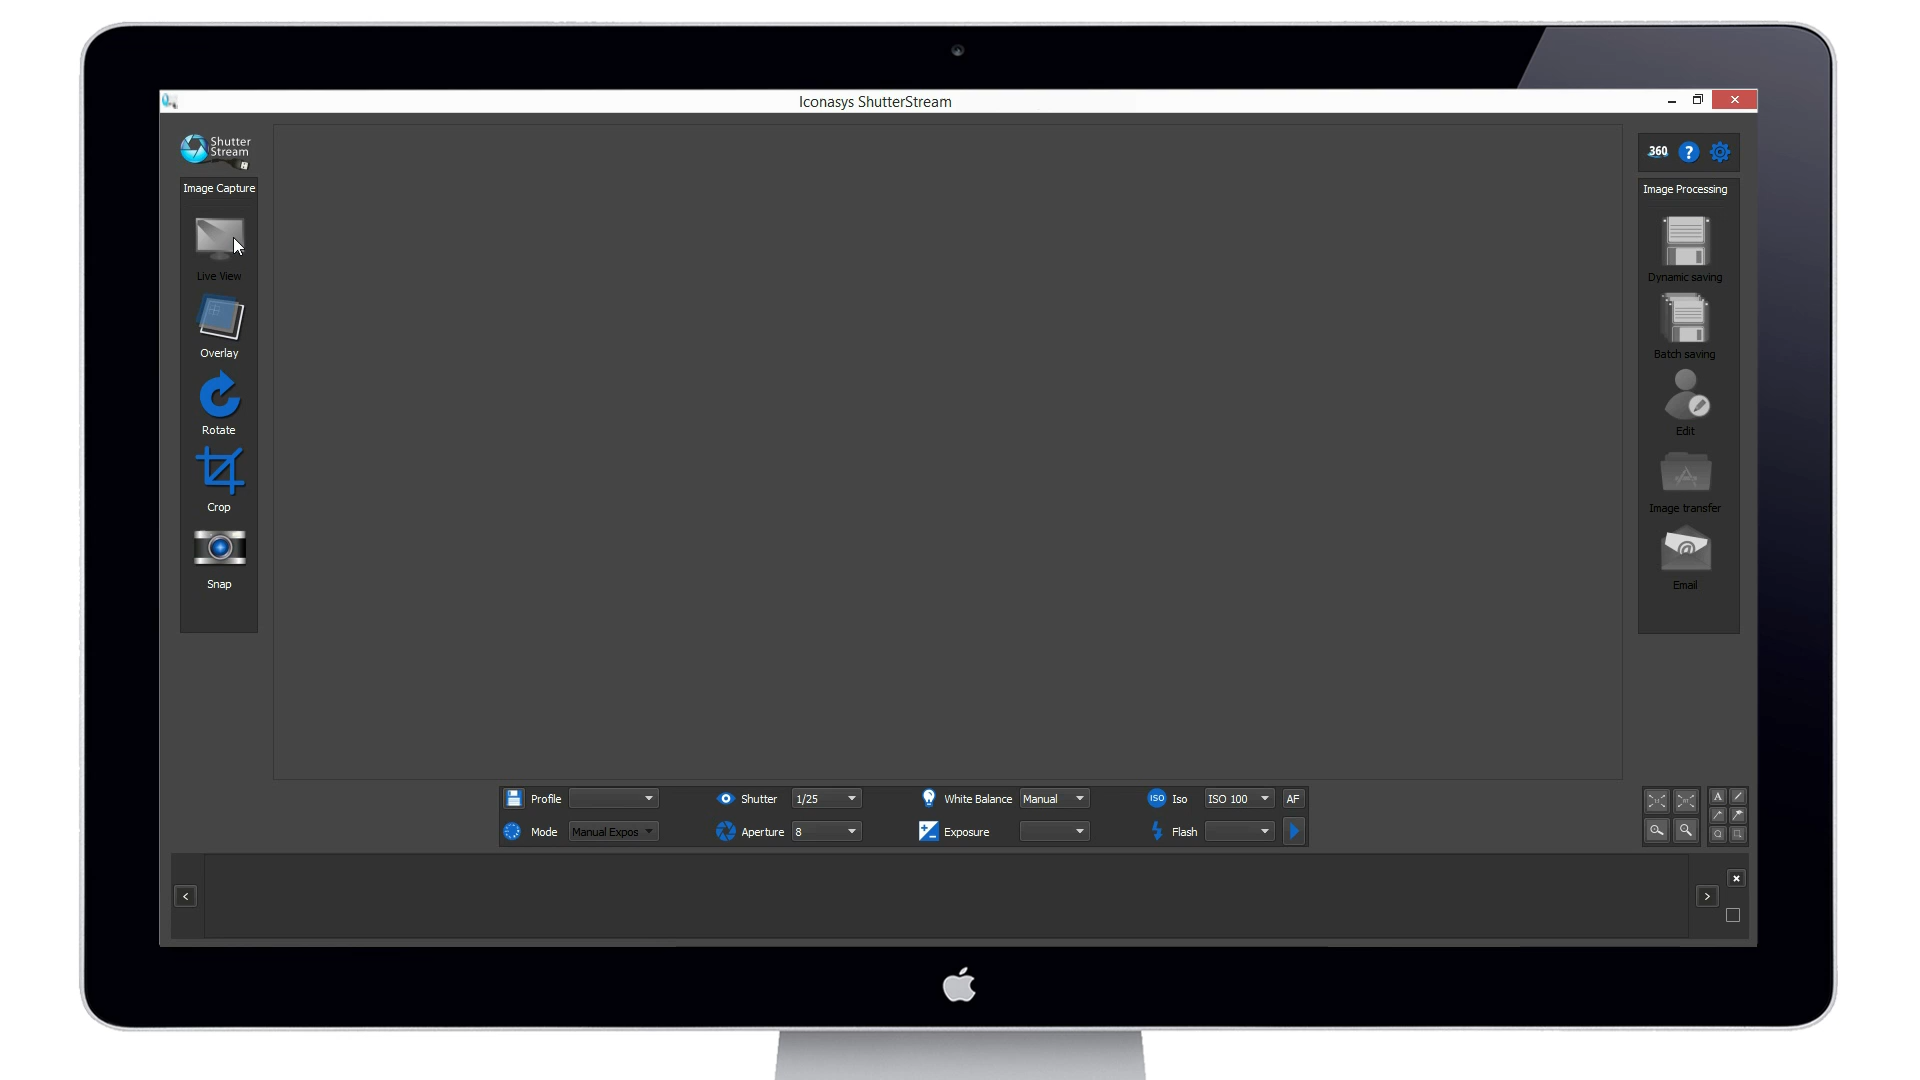 Iconasys ShutterStream
Shutter
Stream
Image Capture
Live View
Overlay
Rotate
Crop
Snap
360
?
Image Processing
Dynamic saving
Batch saving
Edit
Image transfer
Email
Profile
Shutter 1/25
White Balance Manual
ISO Iso ISO 100 AF
Mode Manual Expos
Aperture 8
Exposure
Flash
A
<
>